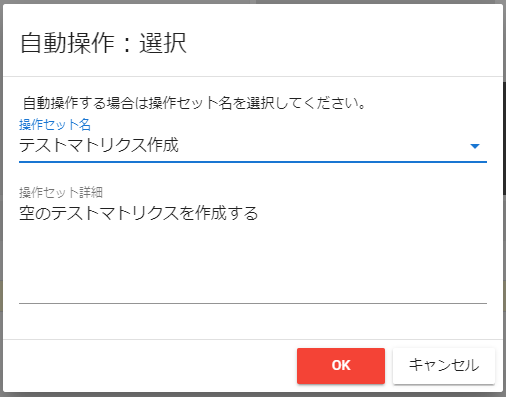 自動操作：選択
自動操作する場合は操作セット名を選択してください。
操作セット名
テストマトリクス作成
操作セット詳細
空のテストマトリクスを作成する
OK
キャンセル